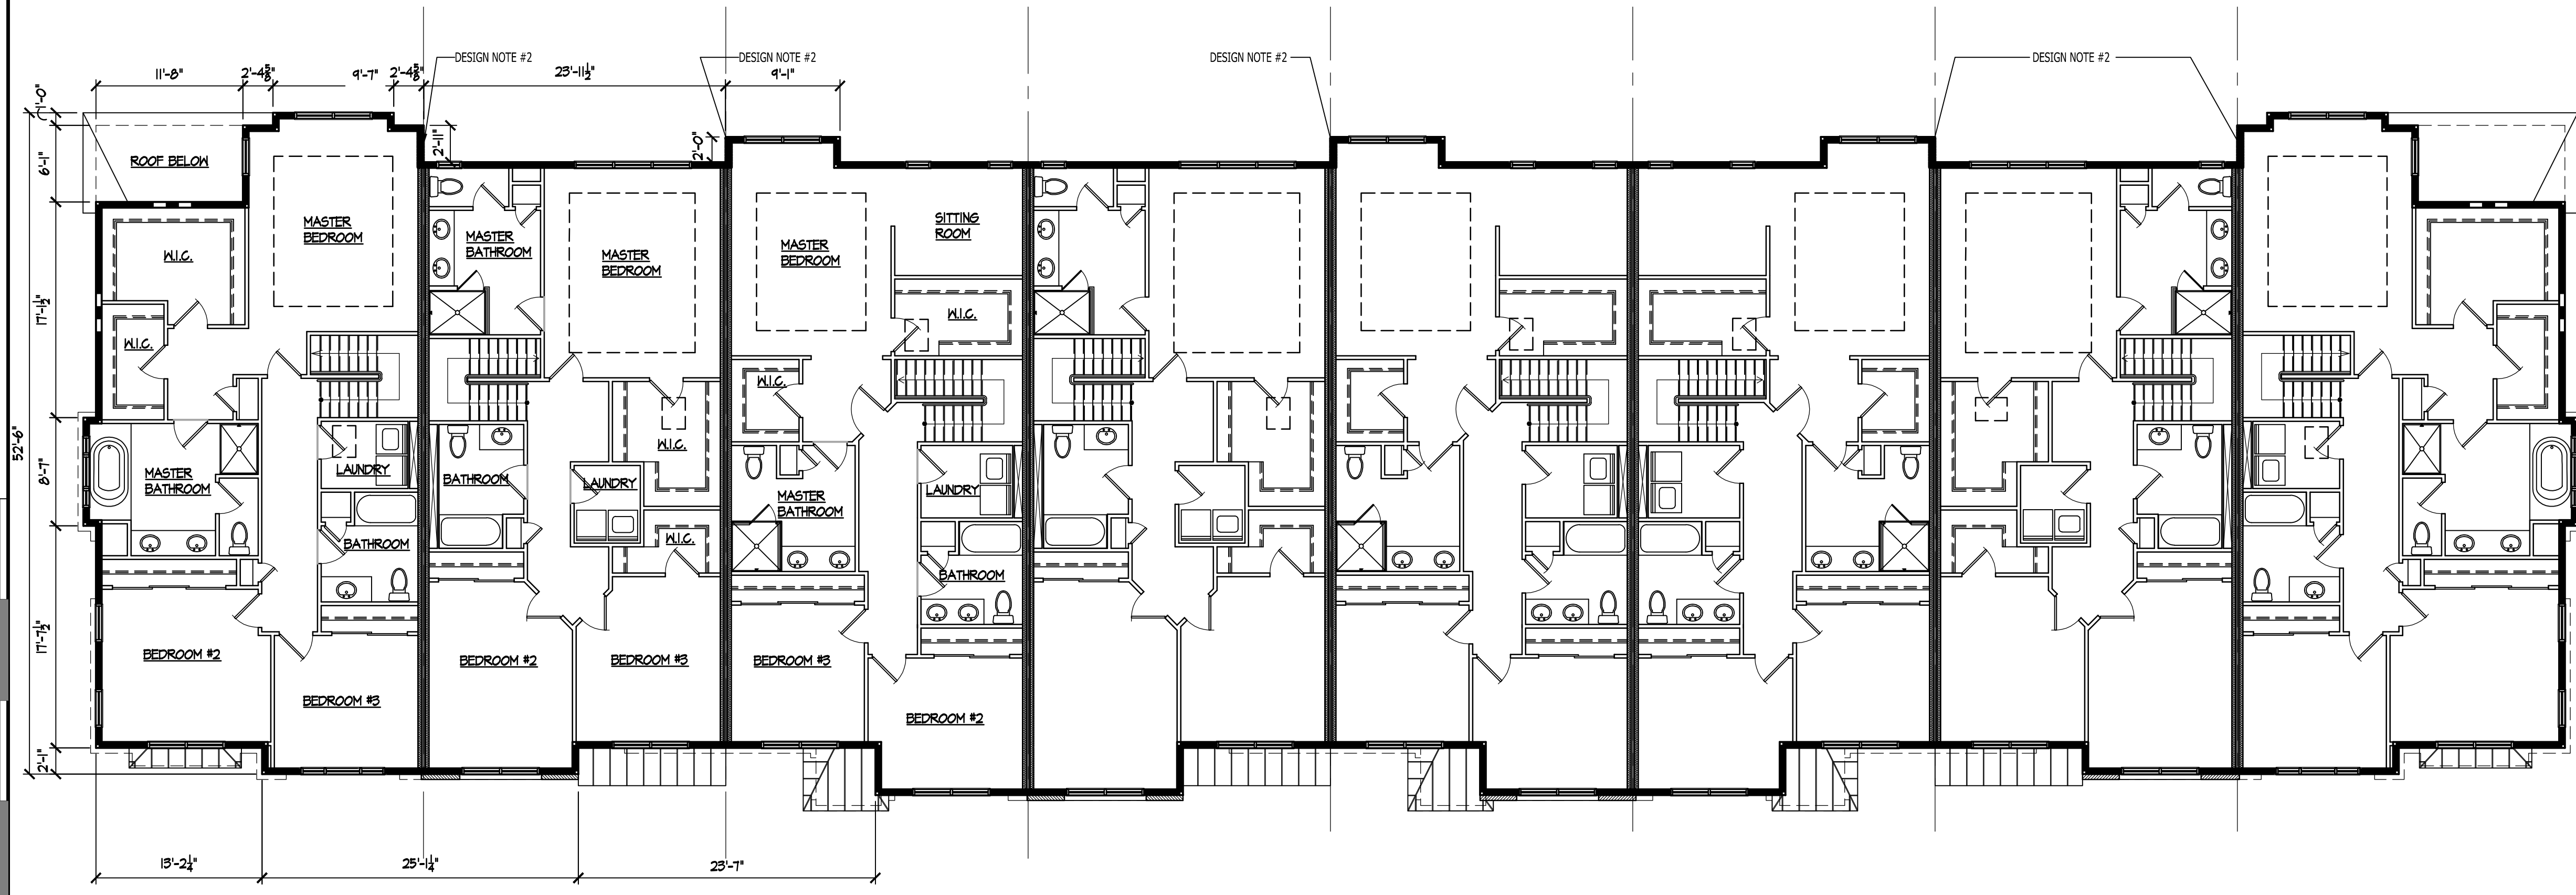 DESIGN NOTE #2
DESIGN NOTE #2
DESIGN NOTE #2
DESIGN NOTE #2
11'-8"
2'-4⅝"
9'-7"
2'-4⅝"
23'-11½"
9'-1"
1'-0"
6'-1"
17'-1½"
8'-7"
17'-7½"
2'-1"
52'-6"
2'-11"
2'-0"
ROOF BELOW
MASTER
BEDROOM
W.I.C.
W.I.C.
MASTER
BATHROOM
LAUNDRY
BATHROOM
BEDROOM #2
BEDROOM #3
MASTER
BATHROOM
MASTER
BEDROOM
W.I.C.
BATHROOM
LAUNDRY
W.I.C.
BEDROOM #2
BEDROOM #3
MASTER
BEDROOM
SITTING
ROOM
W.I.C.
W.I.C.
MASTER
BATHROOM
LAUNDRY
BATHROOM
BEDROOM #3
BEDROOM #2
13'-2¼"
25'-1¼"
23'-7"